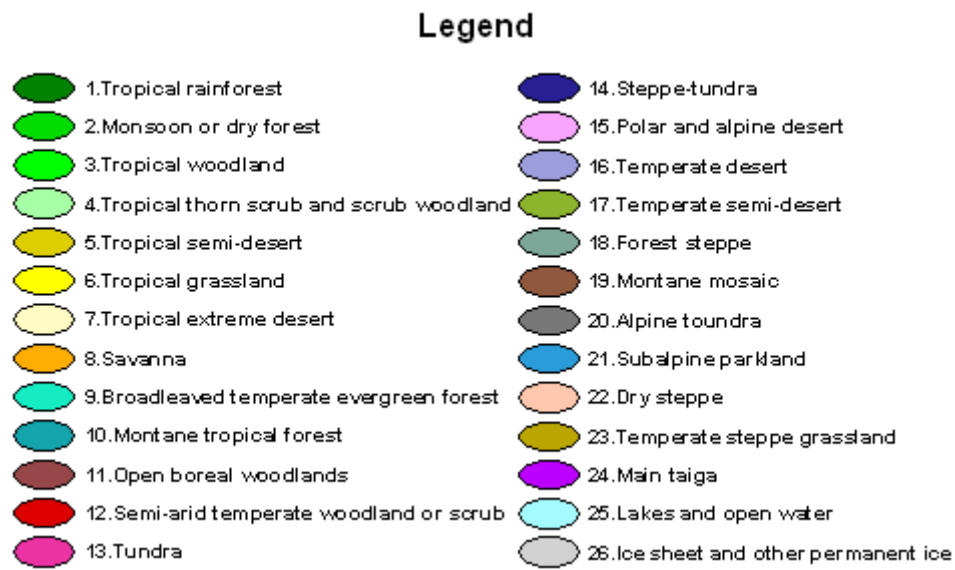 Legend
1.Tropical rainforest
2.Monsoon or dry forest
3.Tropical woodland
4.Tropical thorn scrub and scrub woodland
5.Tropical semi-desert
6.Tropical grassland
7.Tropical extreme desert
8.Savanna
9.Broadleaved temperate evergreen forest
10.Montane tropical forest
11.Open boreal woodlands
12.Semi-arid temperate woodland or scrub
13.Tundra
14.Steppe-tundra
15.Polar and alpine desert
16.Temperate desert
17.Temperate semi-desert
18.Forest steppe
19.Montane mosaic
20.Alpine toundra
21.Subalpine parkland
22.Dry steppe
23.Temperate steppe grassland
24.Main taiga
25.Lakes and open water
26.Ice sheet and other permanent ice